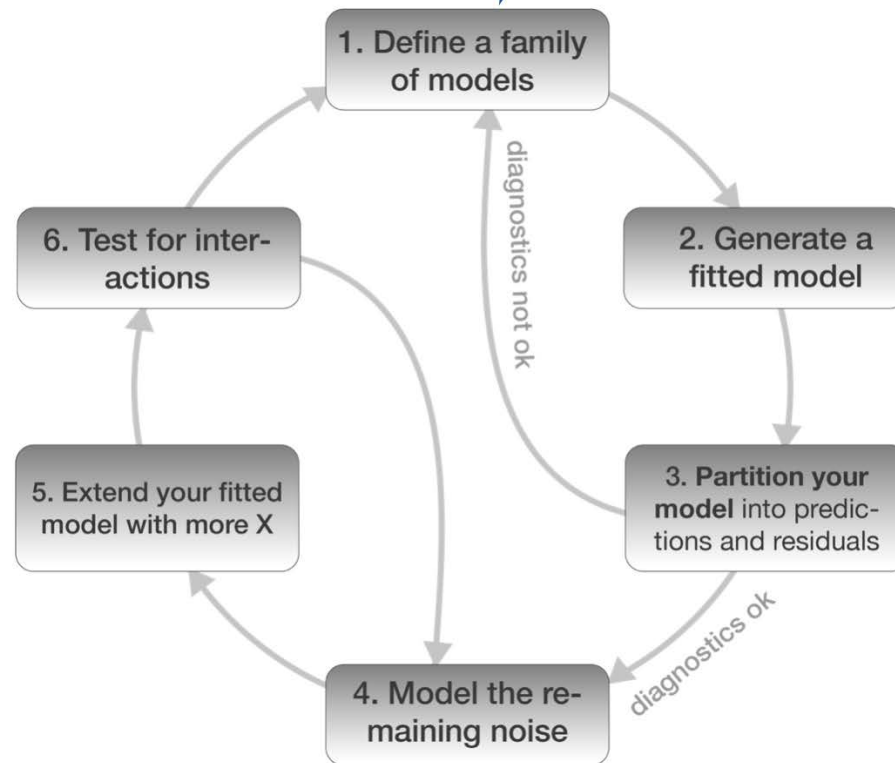 1. Define a family
of models
diagnostics not ok
6. Test for inter-
actions
2. Generate a
fitted model
5. Extend your fitted
model with more X
3. Partition your
model into predic-
tions and residuals
diagnostics ok
4. Model the re-
maining noise